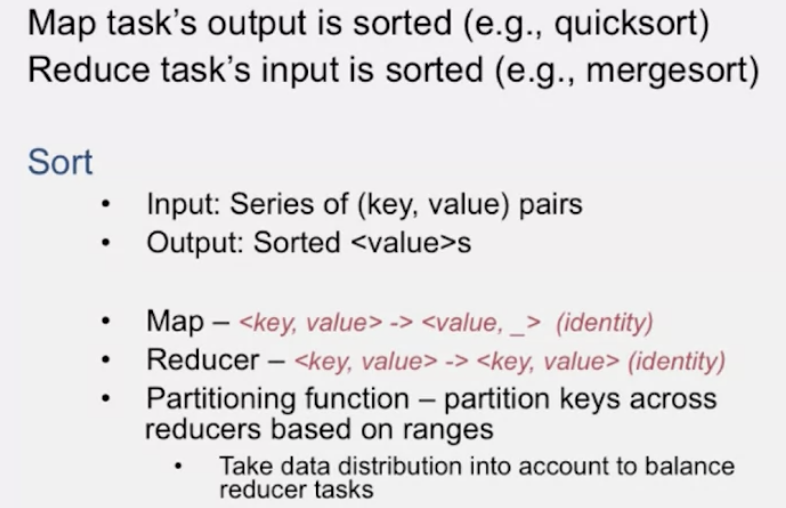 Map task's output is sorted (e.g., quicksort)
Reduce task's input is sorted (e.g., mergesort)
Sort
• Input: Series of (key, value) pairs
• Output: Sorted <value>s
• Map – <key, value> -> <value, _> (identity)
• Reducer – <key, value> -> <key, value> (identity)
• Partitioning function – partition keys across
reducers based on ranges
• Take data distribution into account to balance
reducer tasks